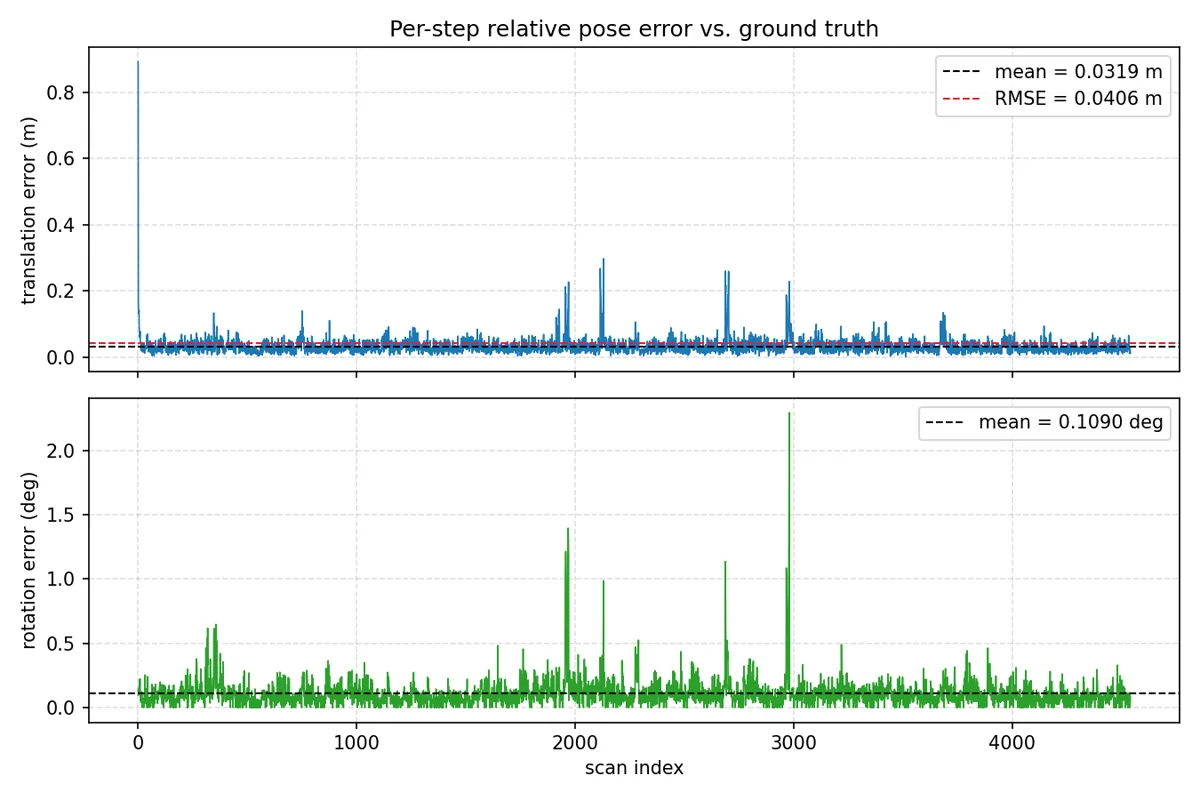 Per-step relative pose error vs. ground truth
mean = 0.0319 m
RMSE = 0.0406 m
translation error (m)
0.8
0.6
0.4
0.2
0.0
mean = 0.1090 deg
rotation error (deg)
2.0
1.5
1.0
0.5
0.0
0 1000 2000 3000 4000
scan index